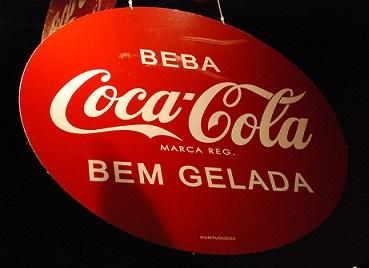 BEBA
Coca-Cola
MARCA REG.
BEM GELADA
PORTUGUESE